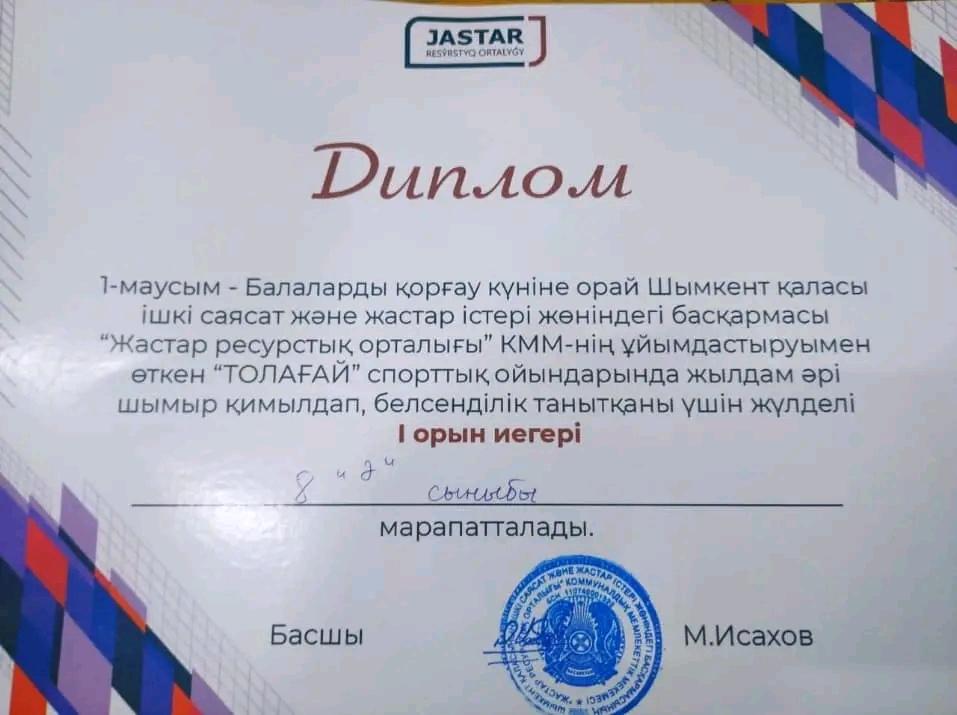 JASTAR
RESÝRSTYQ ORTALYǴY
Диплом
1-маусым - Балаларды қорғау күніне орай Шымкент қаласы
ішкі саясат және жастар істері жөніндегі басқармасы
“Жастар ресурстық орталығы” КММ-нің ұйымдастыруымен
өткен “ТОЛАҒАЙ” спорттық ойындарында жылдам әрі
шымыр қимылдап, белсенділік танытқаны үшін жүлделі
I орын иегері
8 "Ә" сыныбы
марапатталады.
Басшы
М.Исахов